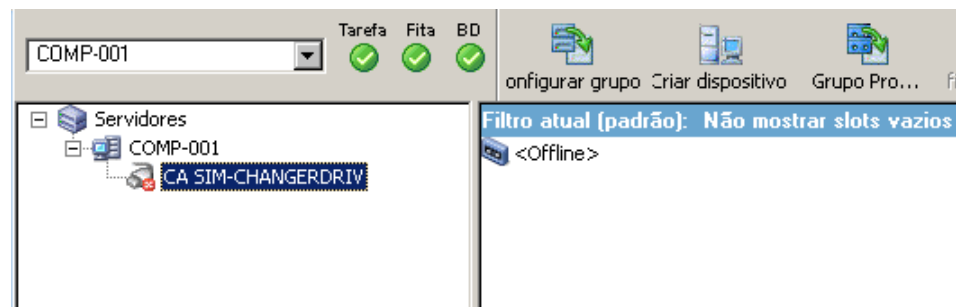 Tarefa Fita BD
COMP-001
onfigurar grupo Criar dispositivo Grupo Pro...
Servidores
COMP-001
CA SIM-CHANGERDRIV
Filtro atual (padrão): Não mostrar slots vazios
<Offline>